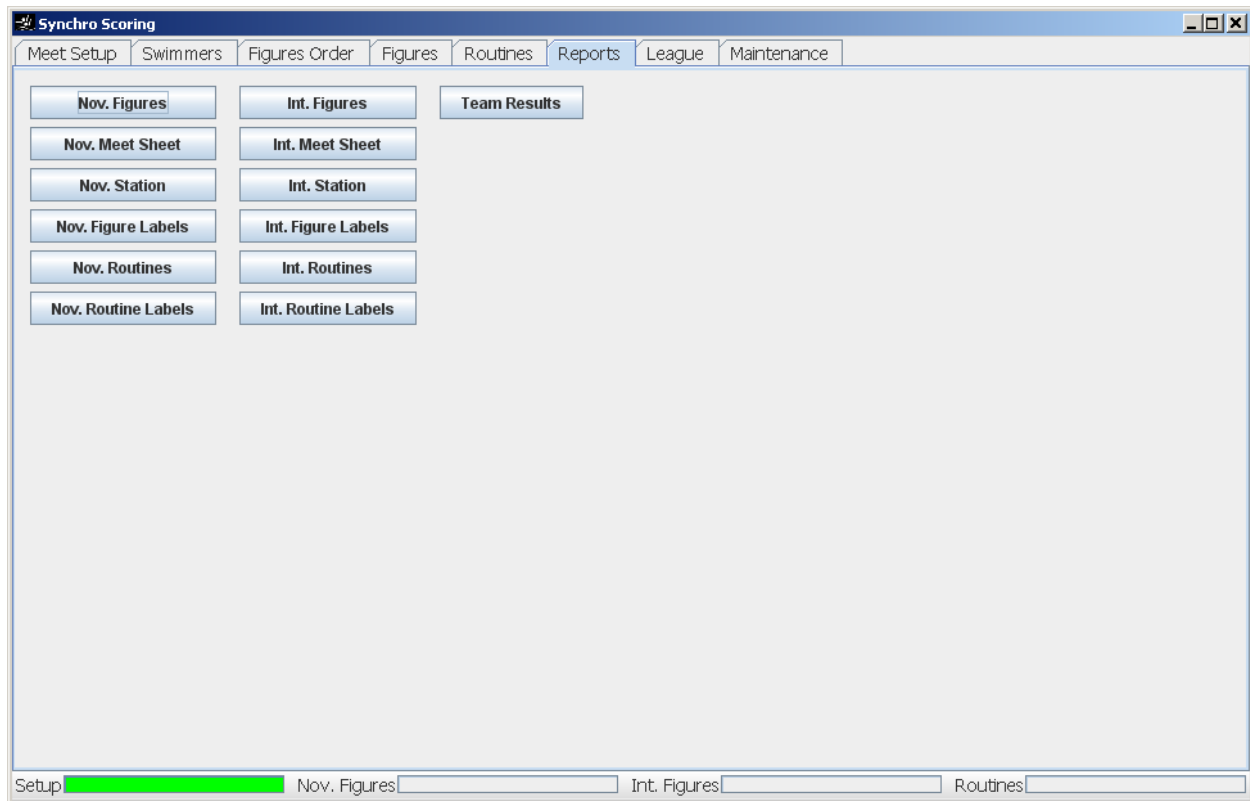 Synchro Scoring
Meet Setup Swimmers Figures Order Figures Routines Reports League Maintenance
Nov. Figures Int. Figures Team Results
Nov. Meet Sheet Int. Meet Sheet
Nov. Station Int. Station
Nov. Figure Labels Int. Figure Labels
Nov. Routines Int. Routines
Nov. Routine Labels Int. Routine Labels
Setup Nov. Figures Int. Figures Routines